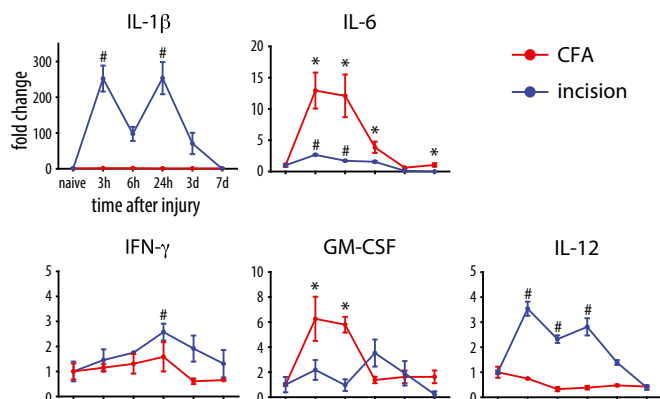 IL-1β
IL-6
CFA
incision
fold change
300
200
100
0
# #
naive 3h 6h 24h 3d 7d
time after injury
20
15
10
5
0
* * * *
# #
IFN-γ
GM-CSF
IL-12
5
4
3
2
1
0
#
10
8
6
4
2
0
* *
5
4
3
2
1
0
# # #